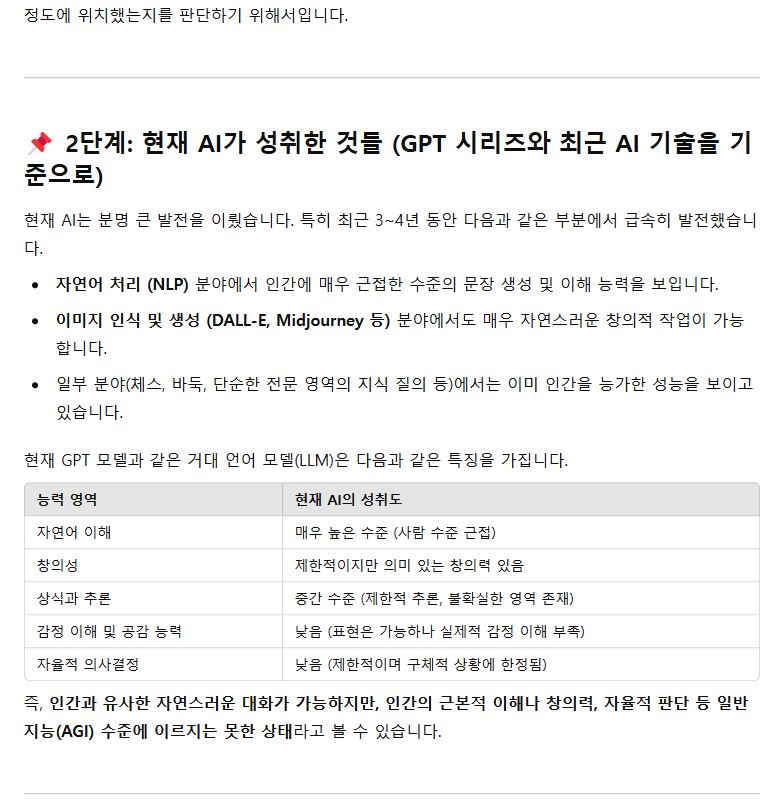 정도에 위치했는지를 판단하기 위해서입니다.
📌 2단계: 현재 AI가 성취한 것들 (GPT 시리즈와 최근 AI 기술을 기
준으로)
현재 AI는 분명 큰 발전을 이뤘습니다. 특히 최근 3~4년 동안 다음과 같은 부분에서 급속히 발전했습니
다.
• 자연어 처리 (NLP) 분야에서 인간에 매우 근접한 수준의 문장 생성 및 이해 능력을 보입니다.
• 이미지 인식 및 생성 (DALL-E, Midjourney 등) 분야에서도 매우 자연스러운 창의적 작업이 가능
합니다.
• 일부 분야(체스, 바둑, 단순한 전문 영역의 지식 질의 등)에서는 이미 인간을 능가한 성능을 보이고
있습니다.
현재 GPT 모델과 같은 거대 언어 모델(LLM)은 다음과 같은 특징을 가집니다.
능력 영역 현재 AI의 성취도
자연어 이해 매우 높은 수준 (사람 수준 근접)
창의성 제한적이지만 의미 있는 창의력 있음
상식과 추론 중간 수준 (제한적 추론, 불확실한 영역 존재)
감정 이해 및 공감 능력 낮음 (표현은 가능하나 실제적 감정 이해 부족)
자율적 의사결정 낮음 (제한적이며 구체적 상황에 한정됨)
즉, 인간과 유사한 자연스러운 대화가 가능하지만, 인간의 근본적 이해나 창의력, 자율적 판단 등 일반
지능(AGI) 수준에 이르지는 못한 상태라고 볼 수 있습니다.